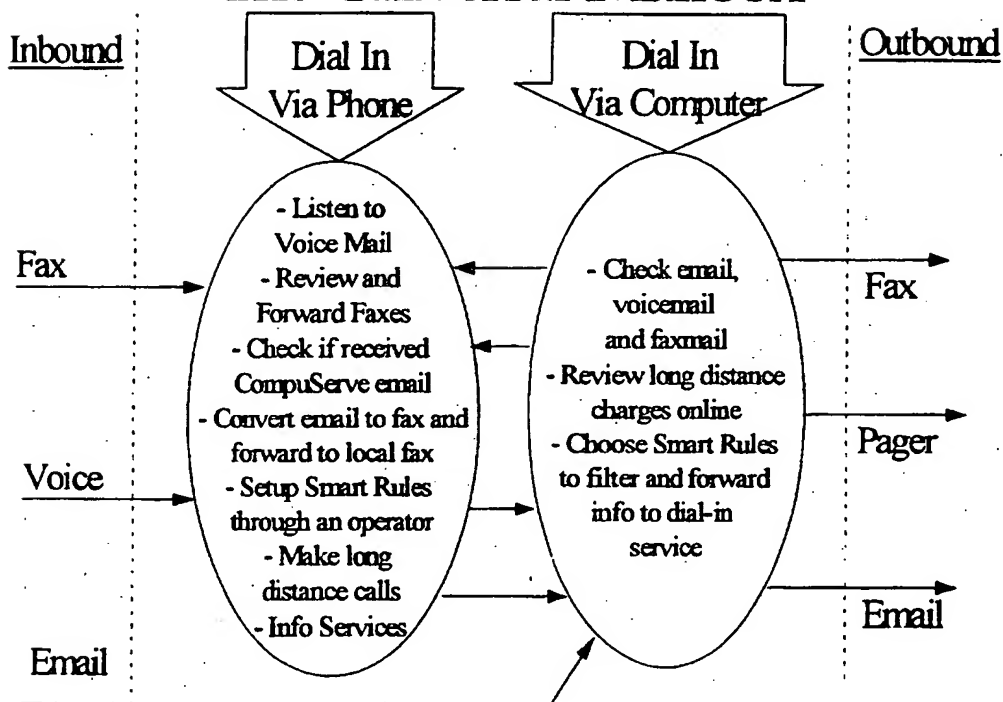 Inbound
Dial In
Via Phone
Dial In
Via Computer
Outbound
Fax
Voice
Email
- Listen to
Voice Mail
- Review and
Forward Faxes
- Check if received
CompuServe email
- Convert email to fax and
forward to local fax
- Setup Smart Rules
through an operator
- Make long
distance calls
- Info Services
- Check email,
voicemail
and faxmail
- Review long distance
charges online
- Choose Smart Rules
to filter and forward
info to dial-in
service
Fax
Pager
Email